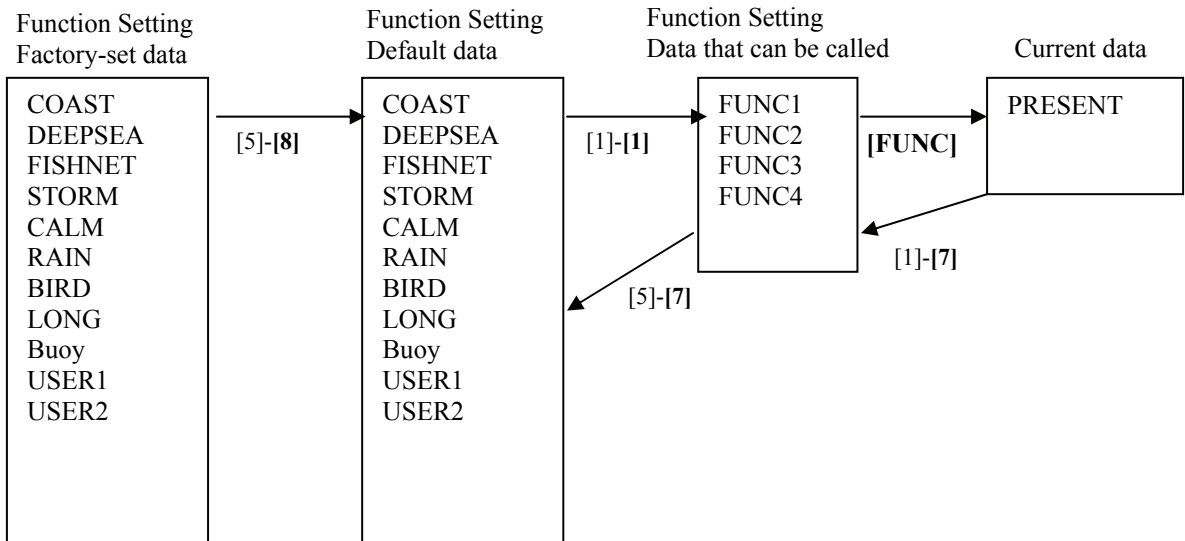 Function Setting
Factory-set data
COAST
DEEPSEA
FISHNET
STORM
CALM
RAIN
BIRD
LONG
Buoy
USER1
USER2
[5]-[8]
Function Setting
Default data
COAST
DEEPSEA
FISHNET
STORM
CALM
RAIN
BIRD
LONG
Buoy
USER1
USER2
[1]-[1]
[5]-[7]
Function Setting
Data that can be called
FUNC1
FUNC2
FUNC3
FUNC4
[FUNC]
[1]-[7]
Current data
PRESENT